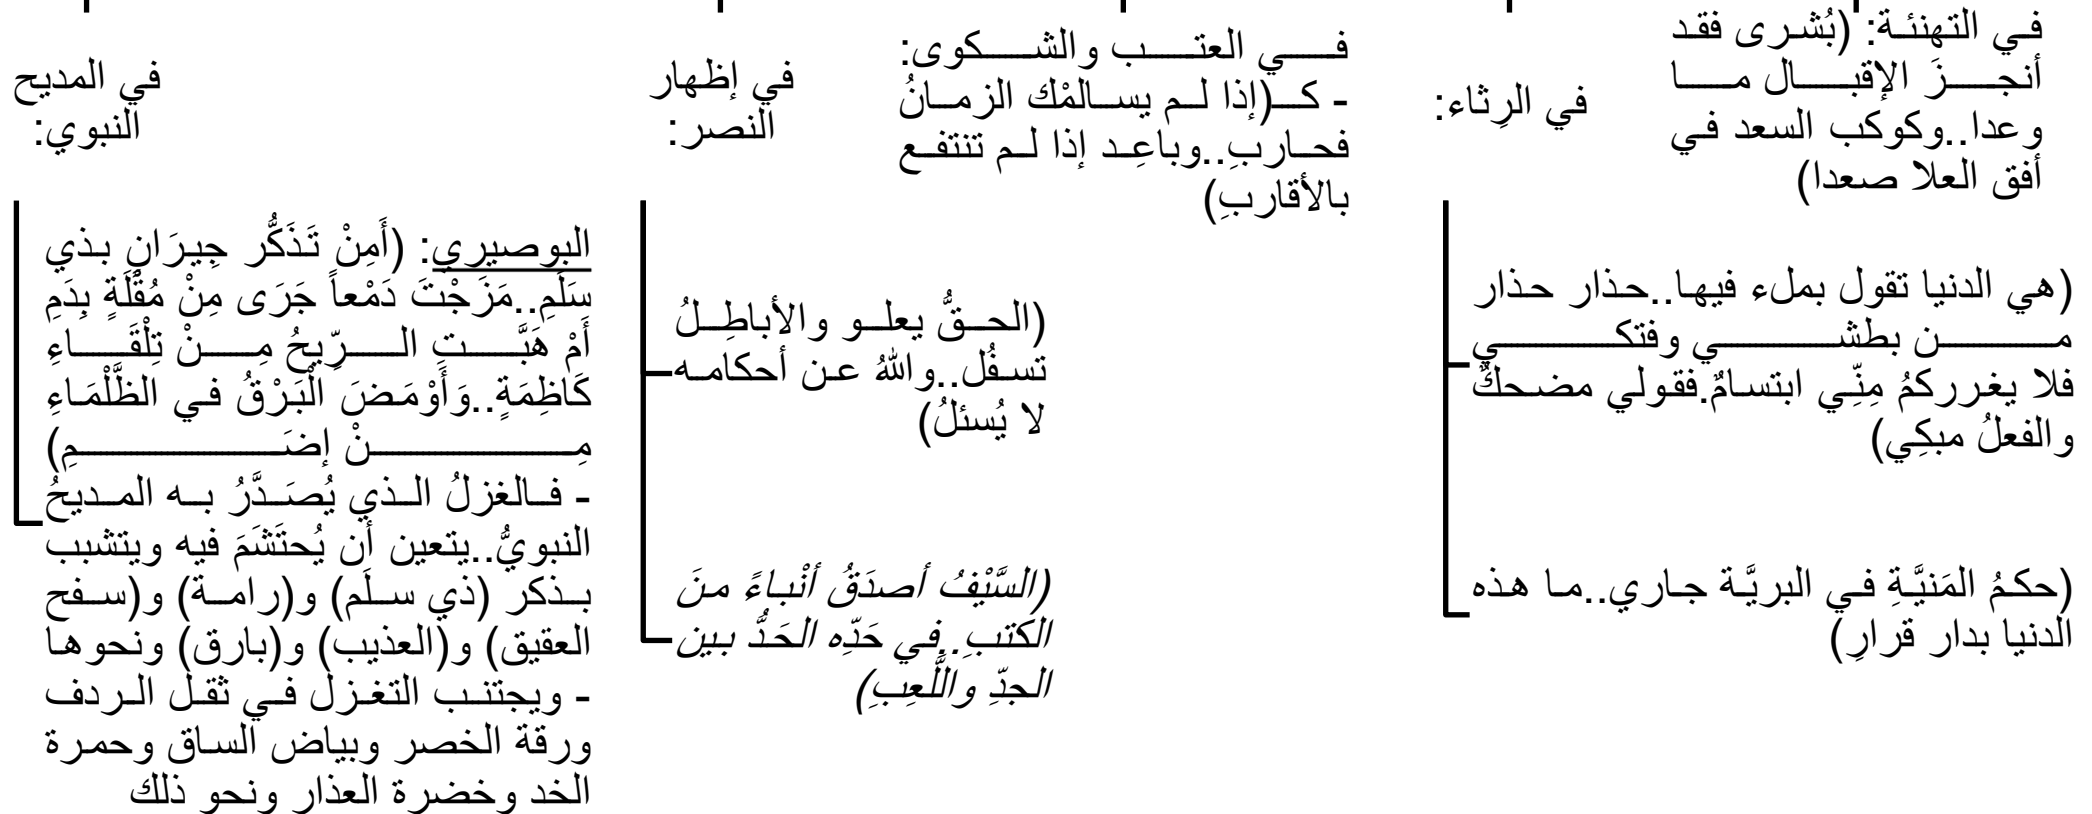 في التهنئة: (بُشرى فقد
أنجزَ الإقبال ما
وعدا..وكوكب السعد في
أفق العلا صعدا)
في الرِثاء:
(هي الدنيا تقول بملء فيها..حذار حذار
من بطشي وفتكي
فلا يغرركمُ مِنِّي ابتسامٌ.فقولي مضحكٌ
والفعلُ مبكِي)
(حكمُ المَنيَّةِ في البريَّة جاري..ما هذه
الدنيا بدار قرارِ)
في العتب والشكوى:
- كـ(إذا لم يسالمْك الزمانُ
فحاربِ..وباعِد إذا لم تنتفع
بالأقاربِ)
في إظهار
النصر:
(الحقُّ يعلو والأباطِلُ
تسفُل..واللهُ عن أحكامه
لا يُسئلُ)
(السَّيْفُ أصدَقُ أنْباءً منَ
الكتبِ..في حَدِّه الحَدُّ بين
الجدِّ واللَّعِبِ)
في المديح
النبوي:
البوصيري: (أَمِنْ تَذَكُّر جِيرَانٍ بذي
سَلَمِ..مَزَجْتَ دَمْعاً جَرَى مِنْ مُقْلَةٍ بِدَمِ
أَمْ هَبَّتِ الرِّيحُ مِنْ تِلْقَاءِ
كَاظِمَةٍ..وَأَوْمَضَ الْبَرْقُ في الظَّلْمَاءِ
مِنْ إضَمِ)
- فالغزلُ الذي يُصَدَّرُ به المديحُ
النبويُّ..يتعين أن يُحتَشَمَ فيه ويتشبب
بذكر (ذي سلَم) و(رامة) و(سفح
العقيق) و(العذيب) و(بارق) ونحوها
- ويجتنب التغزل في ثقل الردف
ورقة الخصر وبياض الساق وحمرة
الخد وخضرة العذار ونحو ذلك